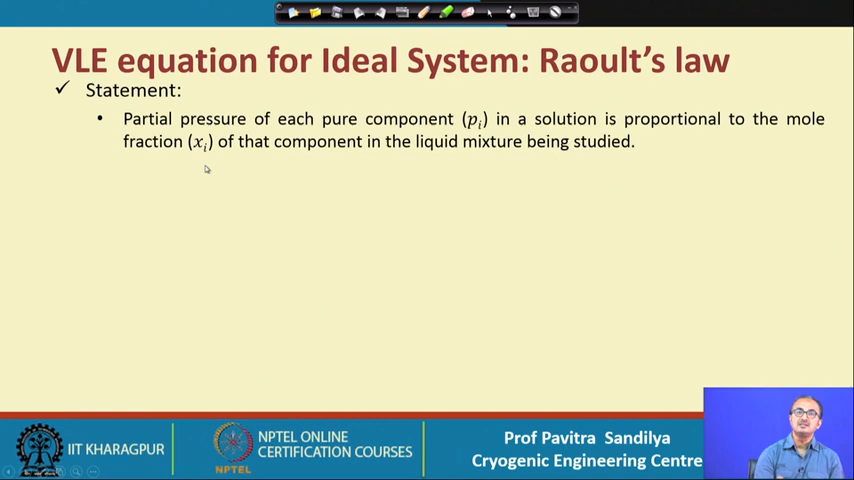 VLE equation for Ideal System: Raoult's law
✓ Statement:
• Partial pressure of each pure component (pᵢ) in a solution is proportional to the mole
fraction (xᵢ) of that component in the liquid mixture being studied.
IIT KHARAGPUR
NPTEL
NPTEL ONLINE
CERTIFICATION COURSES
Prof Pavitra Sandilya
Cryogenic Engineering Centre